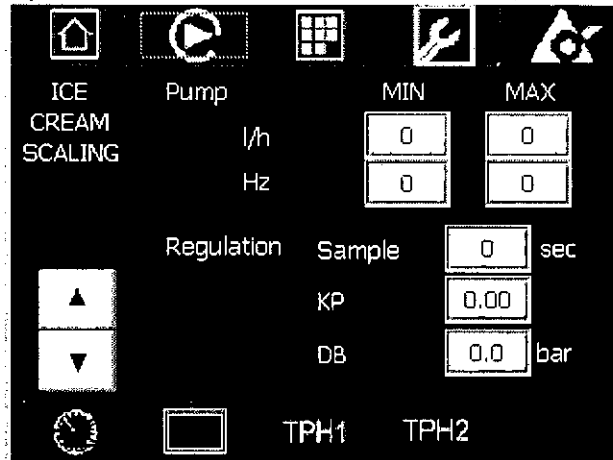 ICE CREAM SCALING
Pump MIN MAX
l/h 0 0
Hz 0 0
Regulation Sample 0 sec
KP 0.00
DB 0.0 bar
TPH1 TPH2